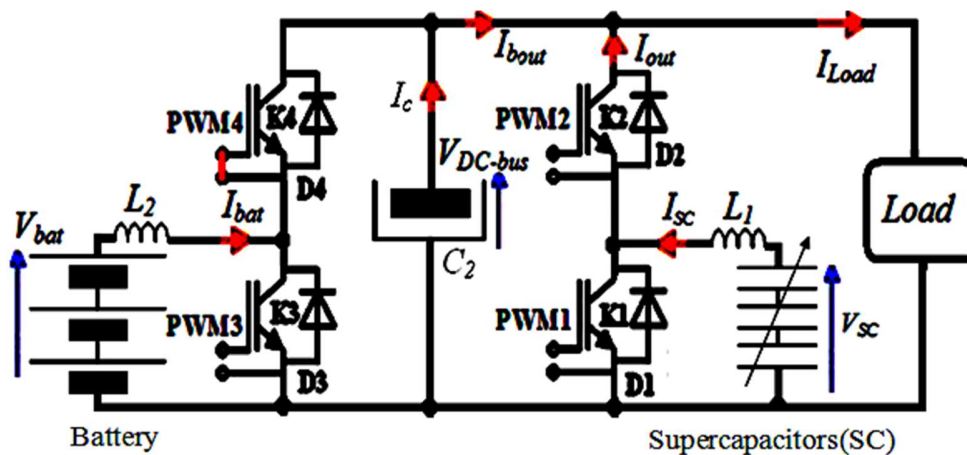 I_bout
I_out
I_Load
PWM4
K4
I_c
PWM2
K2
V_DC-bus
D4
D2
V_bat
L_2
I_bat
I_sc
L_1
Load
C_2
PWM3
K3
PWM1
K1
V_SC
D3
D1
Battery
Supercapacitors(SC)